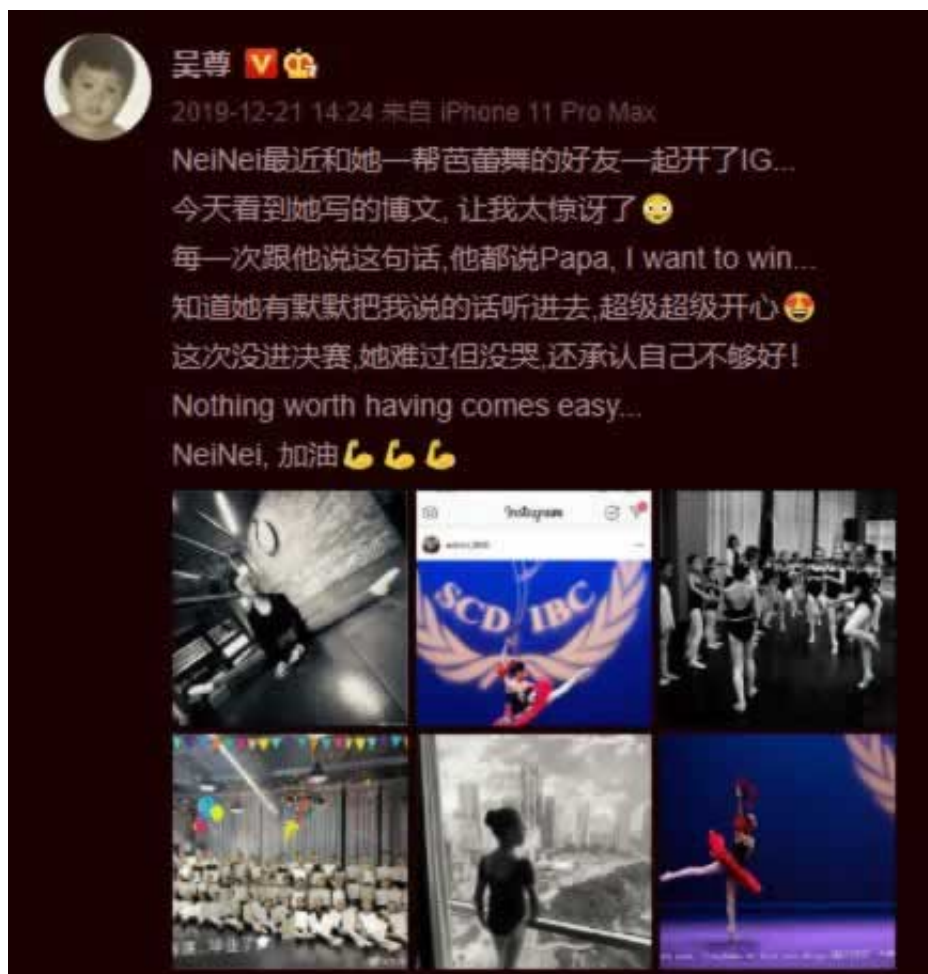 吴尊
2019-12-21 14:24 来自 iPhone 11 Pro Max
NeiNei最近和她一帮芭蕾舞的好友一起开了IG...
今天看到她写的博文, 让我太惊讶了
每一次跟他说这句话,他都说Papa, I want to win...
知道她有默默把我说的话听进去,超级超级开心
这次没进决赛,她难过但没哭,还承认自己不够好!
Nothing worth having comes easy...
NeiNei, 加油
Instagram
SCD IBC